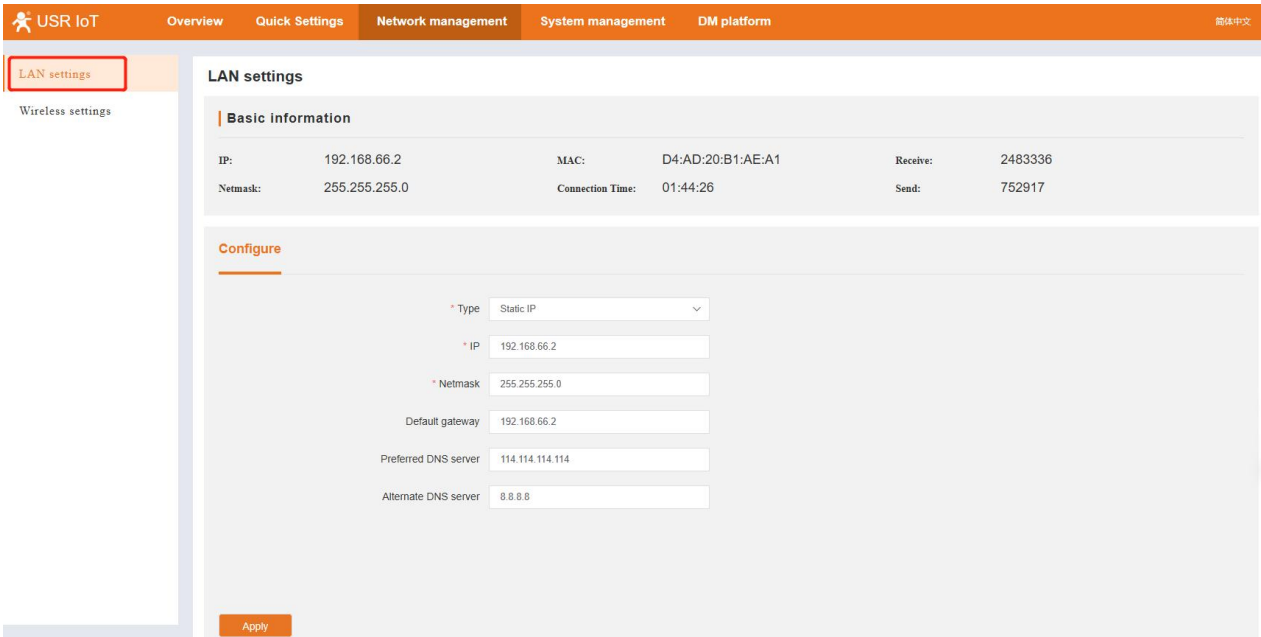 USR IoT Overview Quick Settings Network management System management DM platform 简体中文
LAN settings
Wireless settings
LAN settings
Basic information
IP: 192.168.66.2 MAC: D4:AD:20:B1:AE:A1 Receive: 2483336
Netmask: 255.255.255.0 Connection Time: 01:44:26 Send: 752917
Configure
* Type Static IP
* IP 192.168.66.2
* Netmask 255.255.255.0
Default gateway 192.168.66.2
Preferred DNS server 114.114.114.114
Alternate DNS server 8.8.8.8
Apply